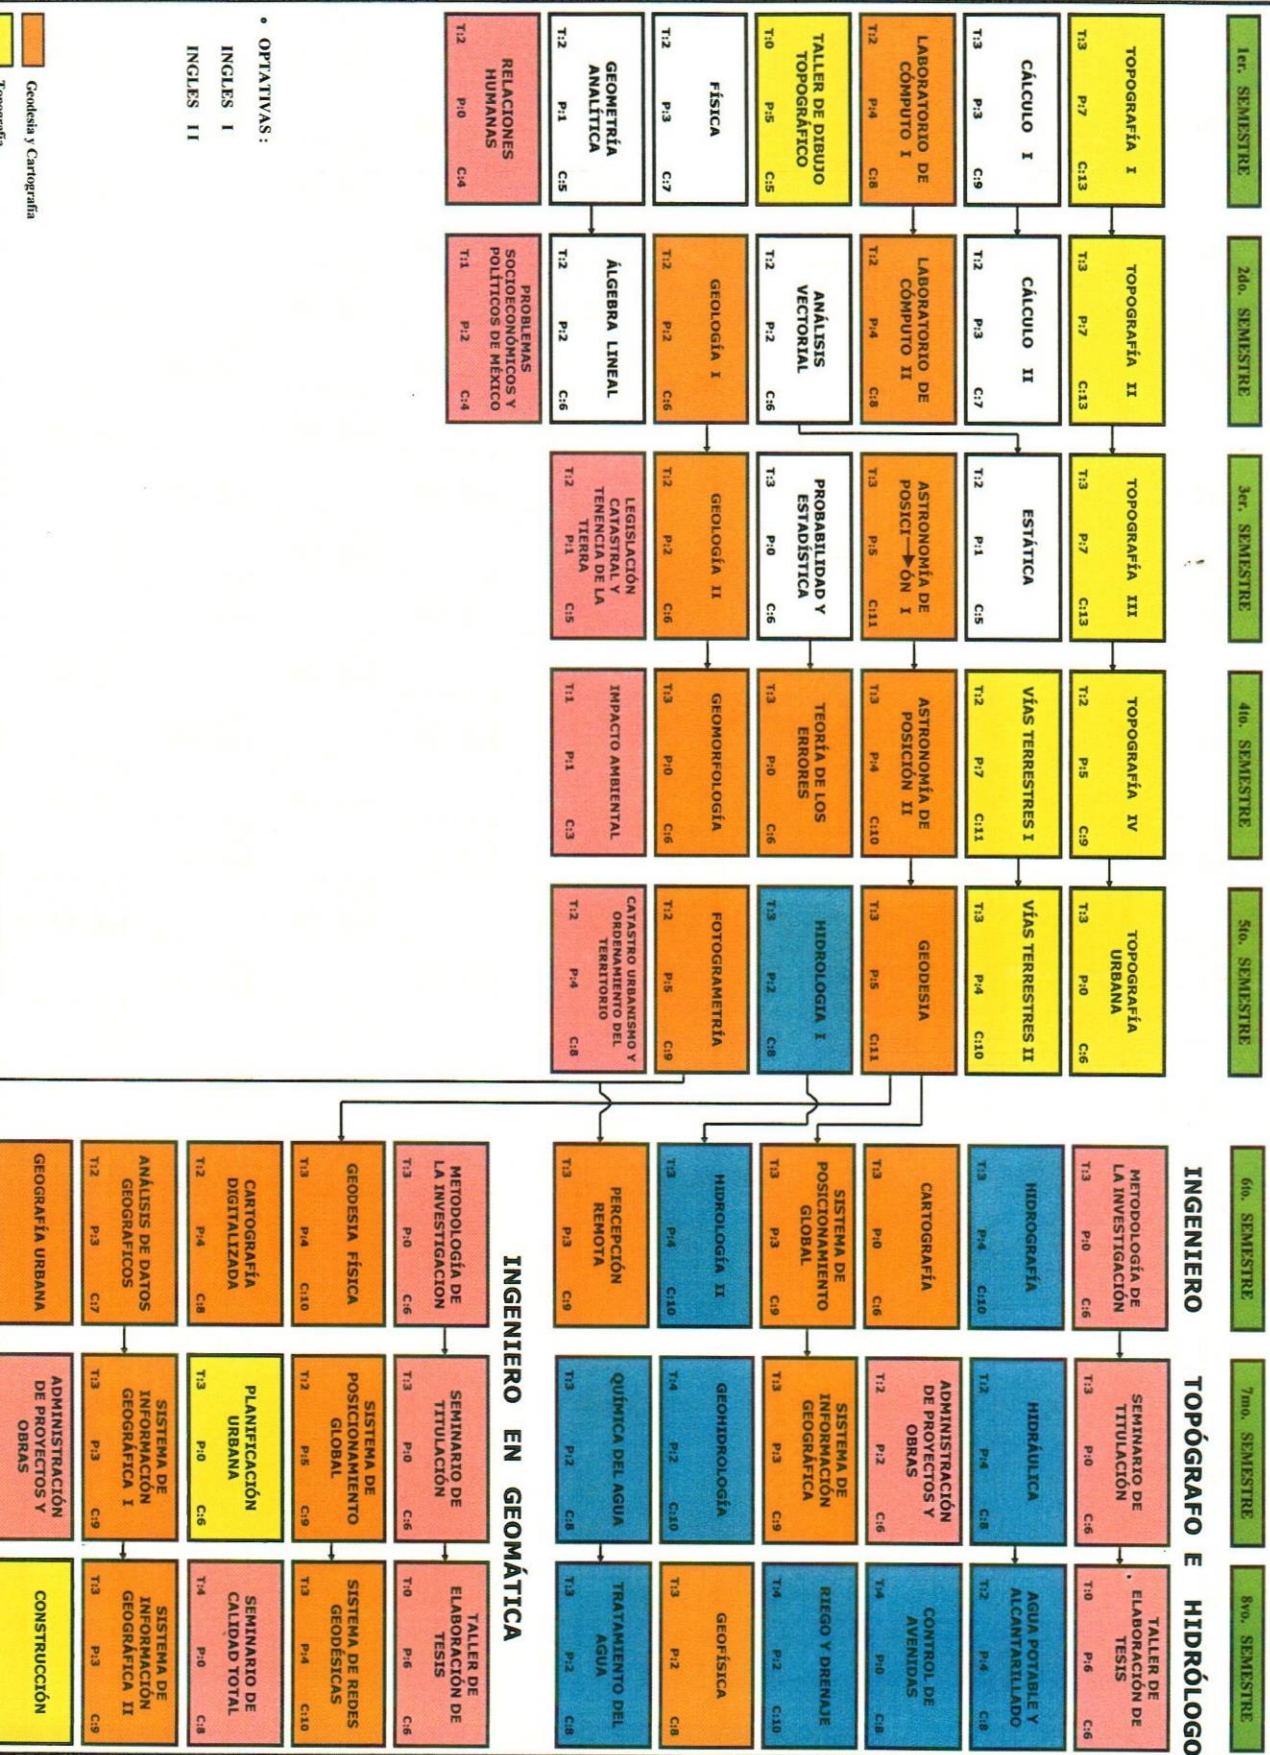 1er. SEMESTRE
TOPOGRAFÍA I
T:3 P:7 C:13
CÁLCULO I
T:3 P:3 C:9
LABORATORIO DE
CÓMPUTO I
T:2 P:4 C:8
TALLER DE DIBUJO
TOPOGRÁFICO
T:0 P:5 C:5
FÍSICA
T:2 P:3 C:7
GEOMETRÍA
ANALÍTICA
T:2 P:1 C:5
RELACIONES
HUMANAS
T:2 P:0 C:4
2do. SEMESTRE
TOPOGRAFÍA II
T:3 P:7 C:13
CÁLCULO II
T:2 P:3 C:7
LABORATORIO DE
CÓMPUTO II
T:2 P:4 C:8
ANÁLISIS
VECTORIAL
T:2 P:2 C:6
GEOLOGÍA I
T:2 P:2 C:6
ÁLGEBRA LINEAL
T:2 P:2 C:6
PROBLEMAS
SOCIOECONÓMICOS Y
POLÍTICOS DE MÉXICO
T:1 P:2 C:4
3er. SEMESTRE
TOPOGRAFÍA III
T:3 P:7 C:13
ESTÁTICA
T:2 P:1 C:5
ASTRONOMÍA DE
POSICI ÓN I
T:3 P:5 C:11
PROBABILIDAD Y
ESTADÍSTICA
T:3 P:0 C:6
GEOLOGÍA II
T:2 P:2 C:6
LEGISLACIÓN
CATASTRAL Y
TENENCIA DE LA
TIERRA
T:2 P:1 C:5
4to. SEMESTRE
TOPOGRAFÍA IV
T:2 P:5 C:9
VÍAS TERRESTRES I
T:2 P:7 C:11
ASTRONOMÍA DE
POSICIÓN II
T:3 P:4 C:10
TEORÍA DE LOS
ERRORES
T:3 P:0 C:6
GEOMORFOLOGÍA
T:3 P:0 C:6
IMPACTO AMBIENTAL
T:1 P:1 C:3
5to. SEMESTRE
TOPOGRAFÍA
URBANA
T:3 P:0 C:6
VÍAS TERRESTRES II
T:3 P:4 C:10
GEODESIA
T:3 P:5 C:11
HIDROLOGIA I
T:3 P:2 C:8
FOTOGRAMETRÍA
T:2 P:5 C:9
CATASTRO URBANISMO Y
ORDENAMIENTO DEL
TERRITORIO
T:2 P:4 C:8
INGENIERO TOPÓGRAFO E HIDRÓLOGO
6to. SEMESTRE
METODOLOGÍA DE
LA INVESTIGACIÓN
T:3 P:0 C:6
HIDROGRAFÍA
T:3 P:4 C:10
CARTOGRAFÍA
T:3 P:0 C:6
SISTEMA DE
POSICIONAMIENTO
GLOBAL
T:3 P:3 C:9
HIDROLOGÍA II
T:3 P:4 C:10
PERCEPCIÓN
REMOTA
T:3 P:3 C:9
7mo. SEMESTRE
SEMINARIO DE
TITULACIÓN
T:3 P:0 C:6
HIDRÁULICA
T:2 P:4 C:8
ADMINISTRACIÓN
DE PROYECTOS Y
OBRAS
T:2 P:2 C:6
SISTEMA DE
INFORMACIÓN
GEOGRÁFICA
T:3 P:3 C:9
GEOHIDROLOGÍA
T:4 P:2 C:10
QUÍMICA DEL AGUA
T:3 P:2 C:8
8vo. SEMESTRE
TALLER DE
ELABORACIÓN DE
TESIS
T:0 P:6 C:6
AGUA POTABLE Y
ALCANTARILLADO
T:2 P:4 C:8
CONTROL DE
AVENIDAS
T:4 P:0 C:8
RIEGO Y DRENAJE
T:4 P:2 C:10
GEOFÍSICA
T:3 P:2 C:8
TRATAMIENTO DEL
AGUA
T:3 P:2 C:8
INGENIERO EN GEOMÁTICA
METODOLOGÍA DE
LA INVESTIGACION
T:3 P:0 C:6
GEODESIA FÍSICA
T:3 P:4 C:10
CARTOGRAFÍA
DIGITALIZADA
T:2 P:4 C:8
ANÁLISIS DE DATOS
GEOGRAFICOS
T:2 P:3 C:7
GEOGRAFÍA URBANA
SEMINARIO DE
TITULACIÓN
T:3 P:0 C:6
SISTEMA DE
POSICIONAMIENTO
GLOBAL
T:2 P:5 C:9
PLANIFICACIÓN
URBANA
T:3 P:0 C:6
SISTEMA DE
INFORMACIÓN
GEOGRÁFICA I
T:3 P:3 C:9
ADMINISTRACIÓN
DE PROYECTOS Y
OBRAS
TALLER DE
ELABORACIÓN DE
TESIS
T:0 P:6 C:6
SISTEMA DE REDES
GEODÉSICAS
T:3 P:4 C:10
SEMINARIO DE
CALIDAD TOTAL
T:4 P:0 C:8
SISTEMA DE
INFORMACIÓN
GEOGRÁFICA II
T:3 P:3 C:9
CONSTRUCCIÓN
• OPTATIVAS:
INGLES I
INGLES II
Geodesia y Cartografía
Topografía